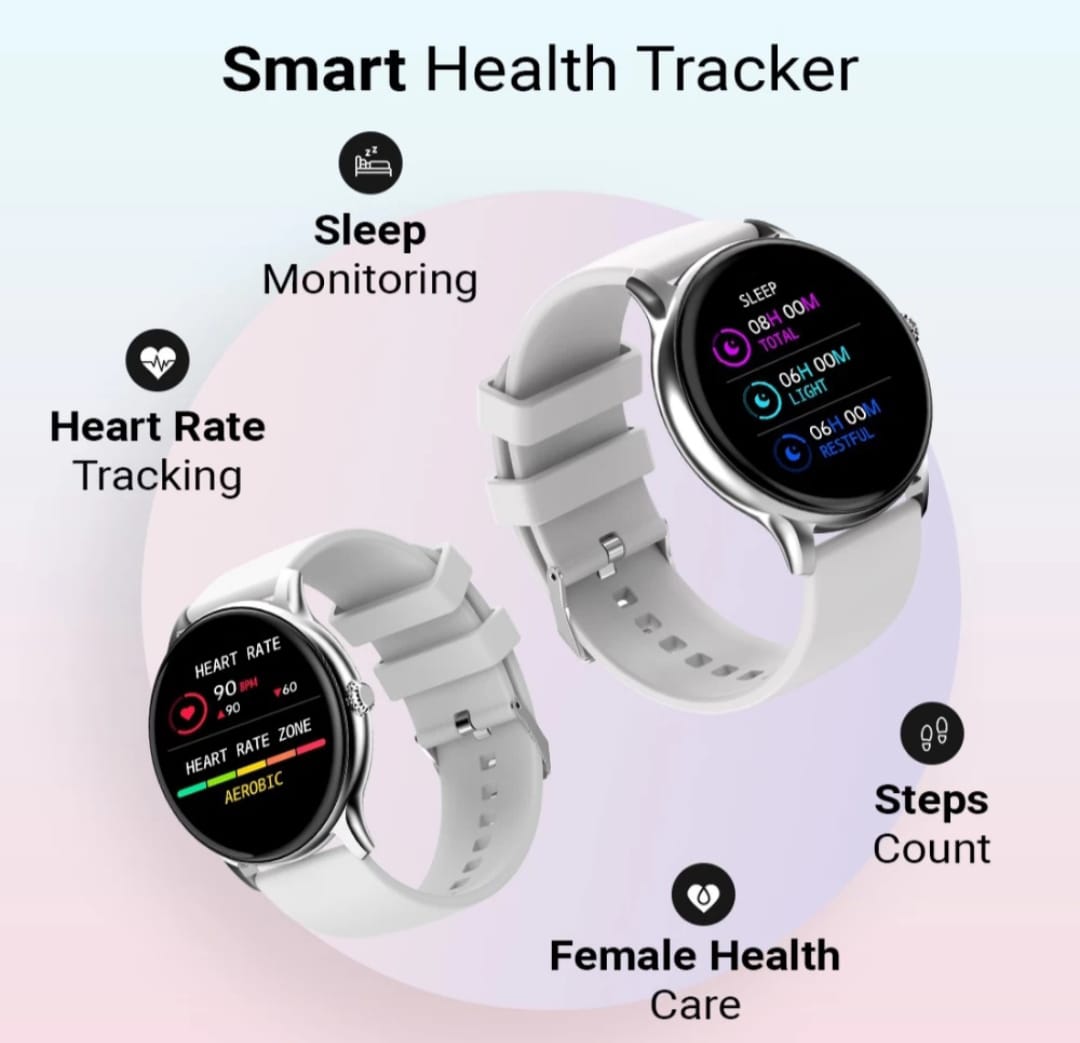 Smart Health Tracker
zz
Sleep
Monitoring
Heart Rate
Tracking
SLEEP
08H 00M
TOTAL
06H 00M
LIGHT
06H 00M
RESTFUL
HEART RATE
90 BPM
▲90 ▼60
HEART RATE ZONE
AEROBIC
Steps
Count
Female Health
Care